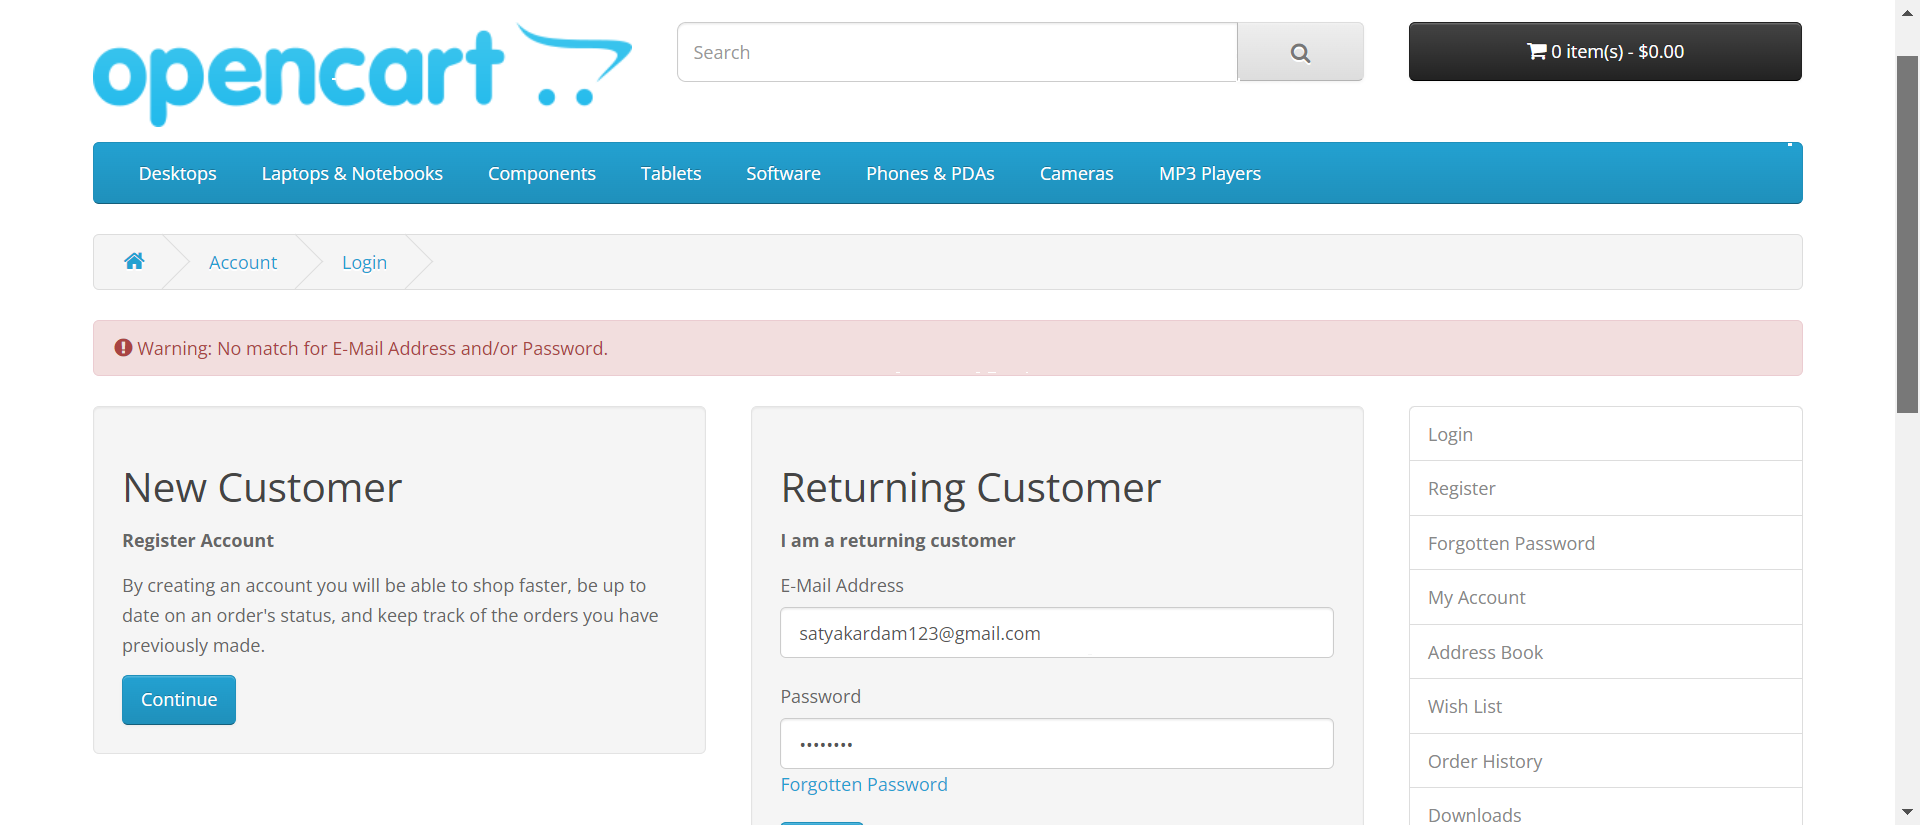 opencart
Search
0 item(s) - $0.00
Desktops Laptops & Notebooks Components Tablets Software Phones & PDAs Cameras MP3 Players
Account Login
Warning: No match for E-Mail Address and/or Password.
New Customer
Register Account
By creating an account you will be able to shop faster, be up to
date on an order's status, and keep track of the orders you have
previously made.
Continue
Returning Customer
I am a returning customer
E-Mail Address
satyakardam123@gmail.com
Password
••••••••
Forgotten Password
Login
Register
Forgotten Password
My Account
Address Book
Wish List
Order History
Downloads